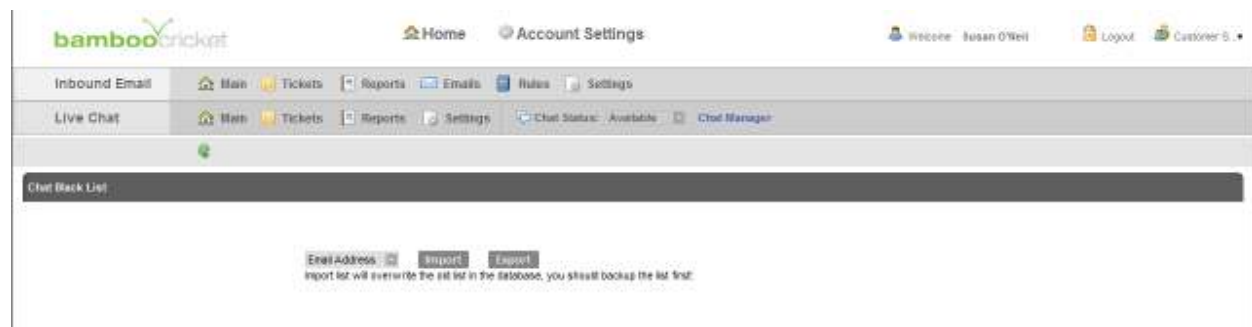 bamboocricket
Home Account Settings
Welcome Susan O'Neil Logout Customer S..
Inbound Email Main Tickets Reports Emails Rules Settings
Live Chat Main Tickets Reports Settings Chat Status: Available Chat Manager
Chat Black List
Email Address Import Export
Import list will overwrite the old list in the database, you should backup the list first.